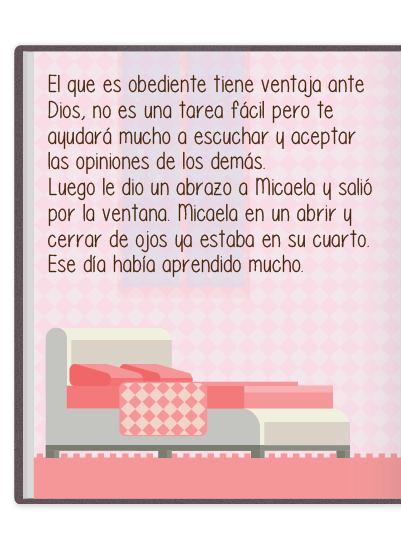 El que es obediente tiene ventaja ante
Dios, no es una tarea fácil pero te
ayudará mucho a escuchar y aceptar
las opiniones de los demás.
Luego le dio un abrazo a Micaela y salió
por la ventana. Micaela en un abrir y
cerrar de ojos ya estaba en su cuarto.
Ese día había aprendido mucho.